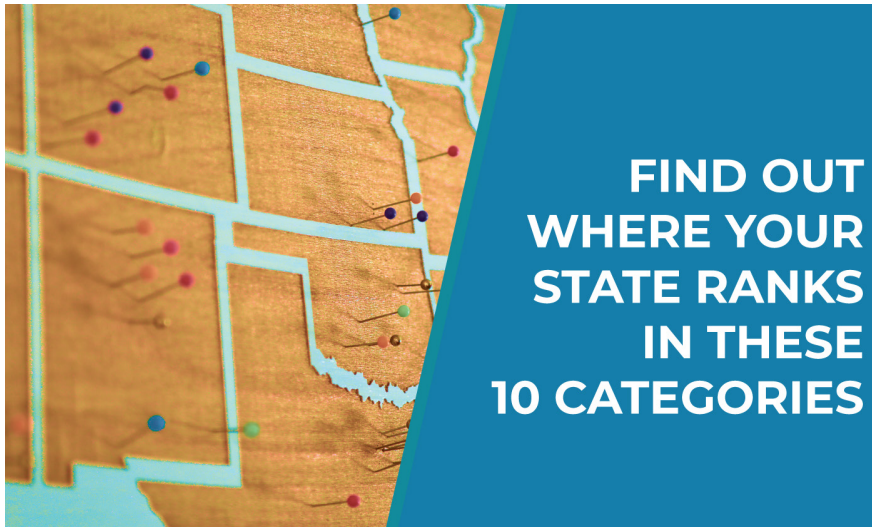 FIND OUT
WHERE YOUR
STATE RANKS
IN THESE
10 CATEGORIES